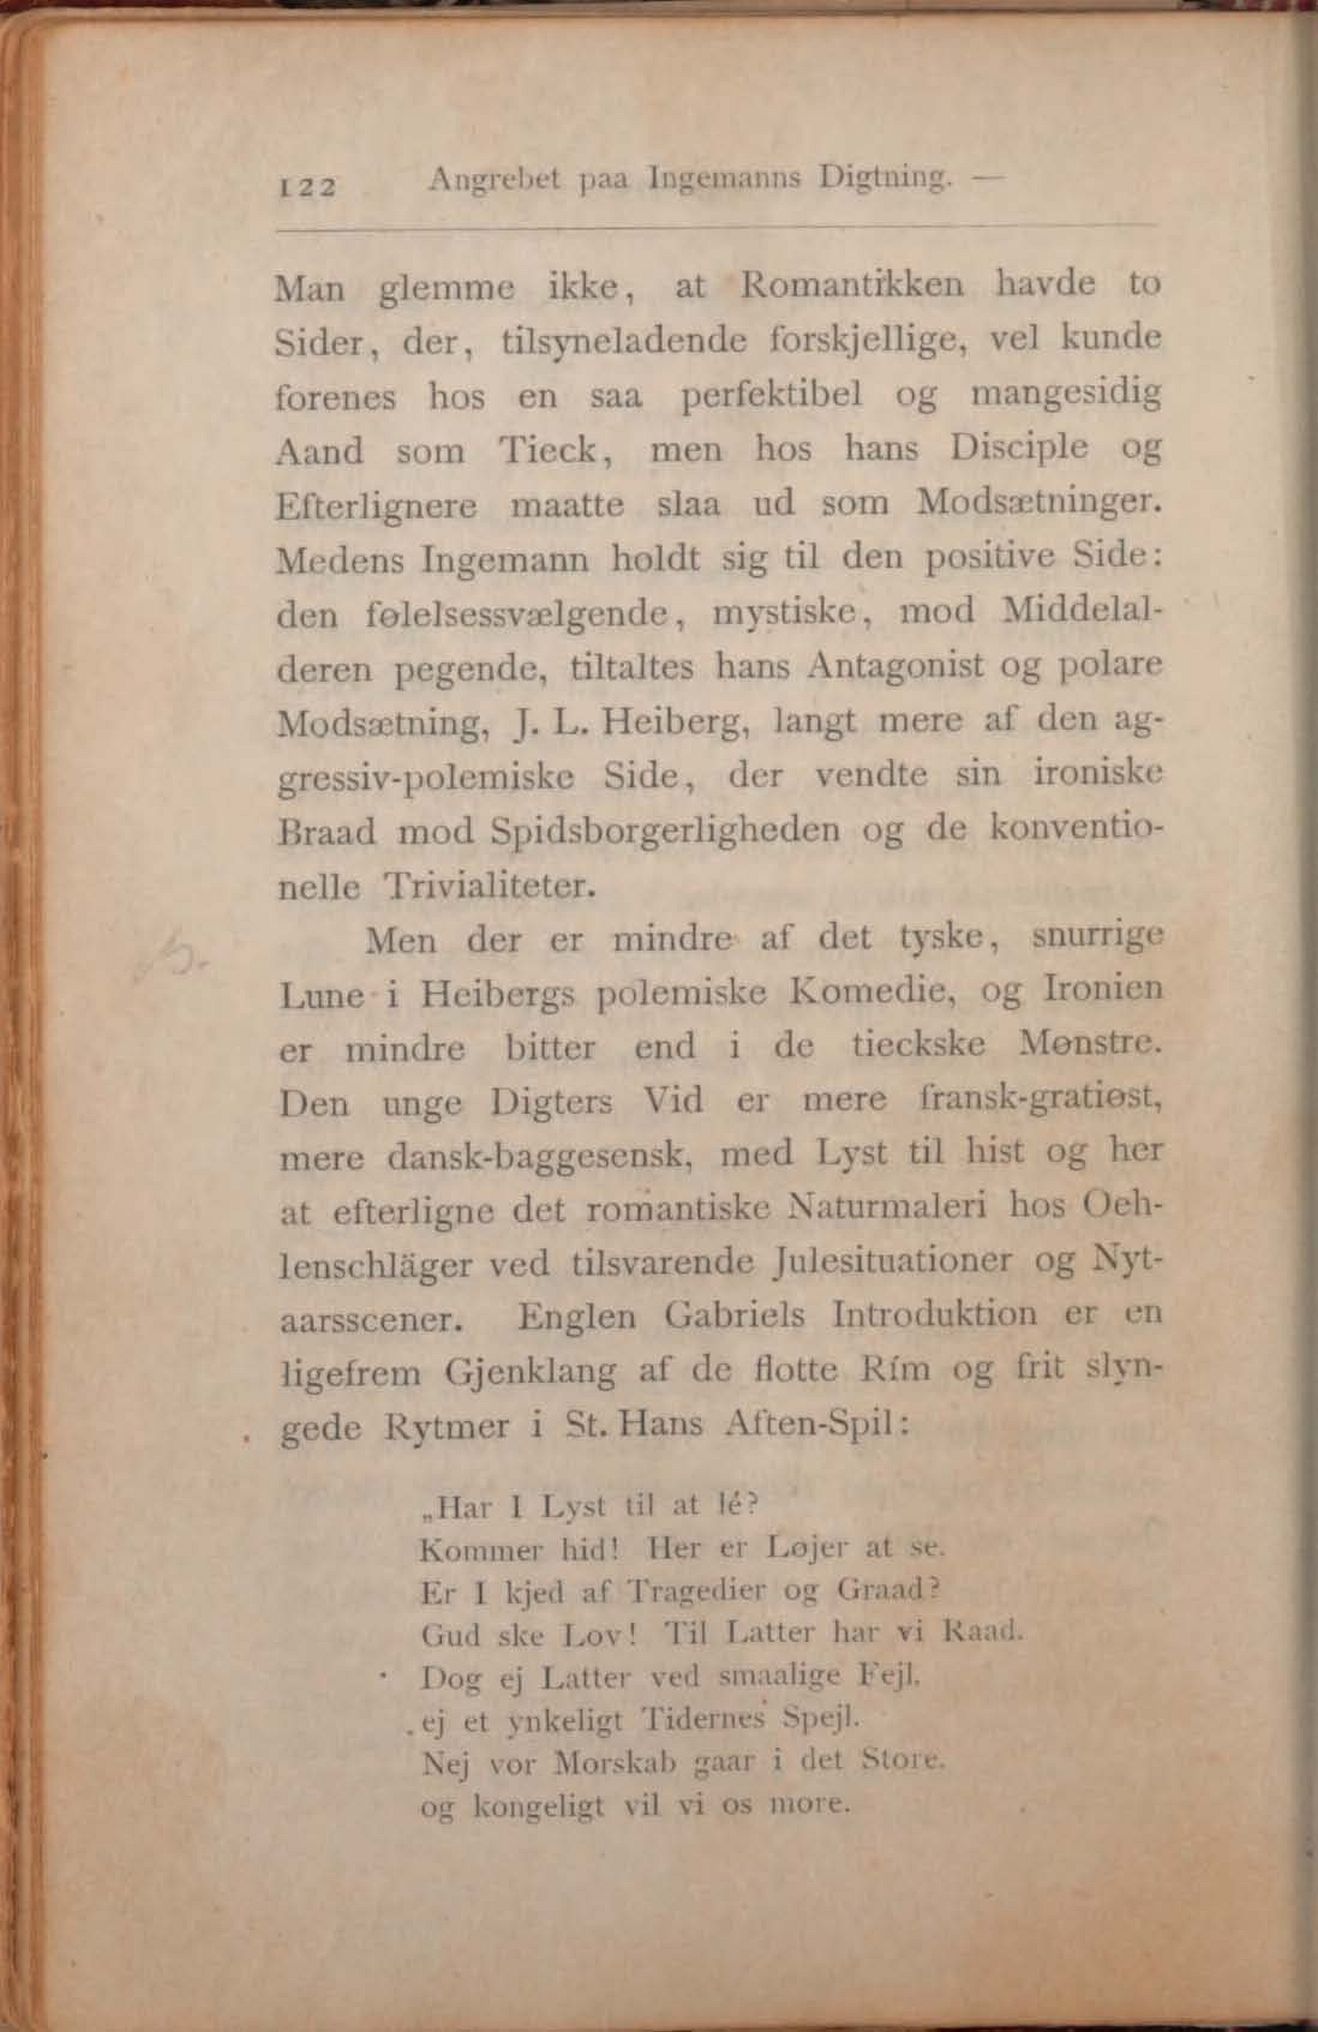 122 Angrebet paa Ingemanns Digtning. —
Man glemme ikke, at Romantikken havde to
Sider, der, tilsyneladende forskjellige, vel kunde
forenes hos en saa perfektibel og mangesidig
Aand som Tieck, men hos hans Disciple og
Efterlignere maatte slaa ud som Modsætninger.
Medens Ingemann holdt sig til den positive Side:
den følelsessvælgende, mystiske, mod Middelal-
deren pegende, tiltaltes hans Antagonist og polare
Modsætning, J. L. Heiberg, langt mere af den ag-
gressiv-polemiske Side, der vendte sin ironiske
Braad mod Spidsborgerligheden og de konventio-
nelle Trivialiteter.
Men der er mindre af det tyske, snurrige
Lune i Heibergs polemiske Komedie, og Ironien
er mindre bitter end i de tieckske Mønstre.
Den unge Digters Vid er mere fransk-gratiøst,
mere dansk-baggesensk, med Lyst til hist og her
at efterligne det romantiske Naturmaleri hos Oeh-
lenschläger ved tilsvarende Julesituationer og Nyt-
aarsscener. Englen Gabriels Introduktion er en
ligefrem Gjenklang af de flotte Rím og frit slyn-
gede Rytmer i St. Hans Aften-Spil:
„Har I Lyst til at lé?
Kommer hid! Her er Løjer at se.
Er I kjed af Tragedier og Graad?
Gud ske Lov! Til Latter har vi Raad.
Dog ej Latter ved smaalige Fejl,
ej et ynkeligt Tidernes Spejl.
Nej vor Morskab gaar i det Store,
og kongeligt vil vi os more.